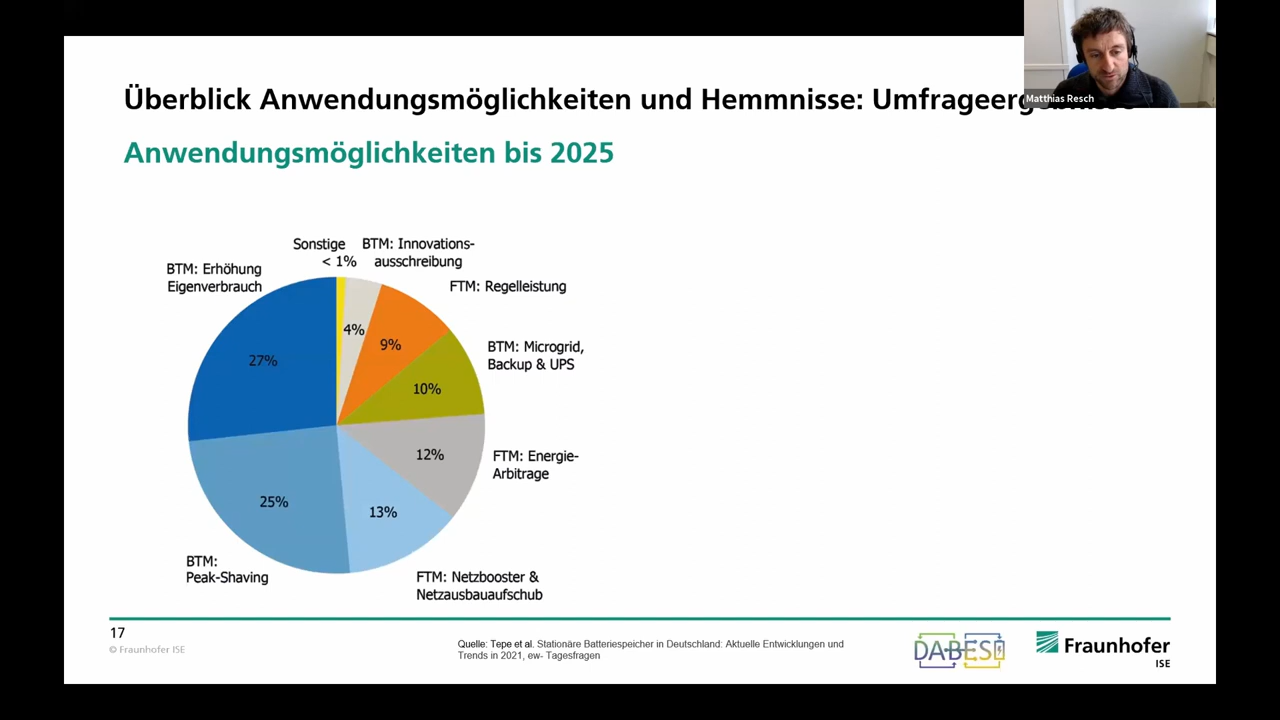 Überblick Anwendungsmöglichkeiten und Hemmnisse:
Matthias Resch
Anwendungsmöglichkeiten bis 2025
Sonstige
< 1%
BTM: Innovations-
ausschreibung
BTM: Erhöhung
Eigenverbrauch
FTM: Regelleistung
4%
9%
BTM: Microgrid,
Backup & UPS
27%
10%
12%
FTM: Energie-
Arbitrage
25%
13%
BTM:
Peak-Shaving
FTM: Netzbooster &
Netzausbauaufschub
17
© Fraunhofer ISE
Quelle: Tepe et al. Stationäre Batteriespeicher in Deutschland: Aktuelle Entwicklungen und
Trends in 2021, ew- Tagesfragen
DABESI
Fraunhofer
ISE